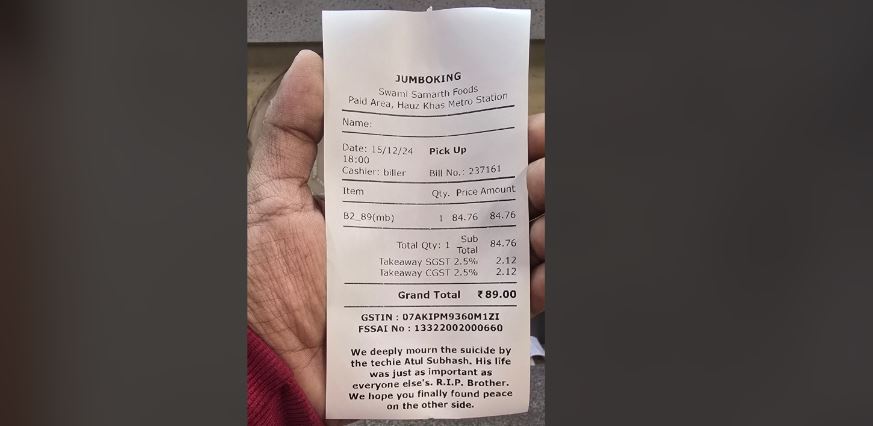 JUMBOKING
Swami Samarth Foods
Paid Area, Hauz Khas Metro Station
Name:
Date: 15/12/24 Pick Up
18:00
Cashier: biller Bill No.: 237161
Item Qty. Price Amount
B2_89(mb) 1 84.76 84.76
Total Qty: 1 Sub Total 84.76
Takeaway SGST 2.5% 2.12
Takeaway CGST 2.5% 2.12
Grand Total ₹89.00
GSTIN : 07AKIPM9360M1ZI
FSSAI No : 13322002000660
We deeply mourn the suicide by
the techie Atul Subhash. His life
was just as important as
everyone else's. R.I.P. Brother.
We hope you finally found peace
on the other side.